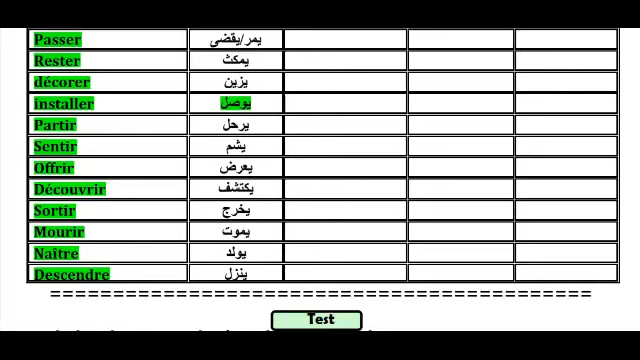 Passer يمر/يقضي
Rester يمكث
décorer يزين
installer يوصل
Partir يرحل
Sentir يشم
Offrir يعرض
Découvrir يكتشف
Sortir يخرج
Mourir يموت
Naître يولد
Descendre ينزل
===========================================
Test